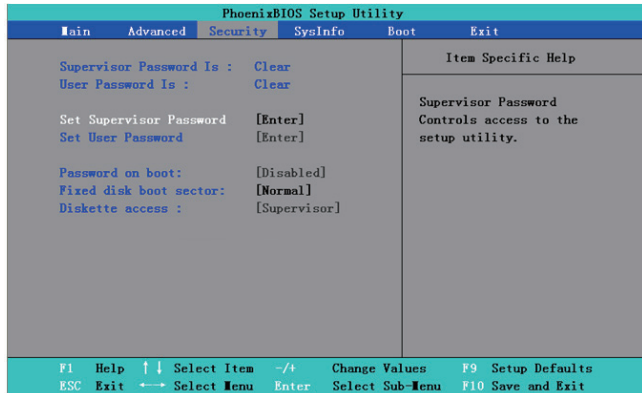 PhoenixBIOS Setup Utility
Main Advanced Security SysInfo Boot Exit
Supervisor Password Is : Clear
User Password Is : Clear
Set Supervisor Password [Enter]
Set User Password [Enter]
Password on boot: [Disabled]
Fixed disk boot sector: [Normal]
Diskette access : [Supervisor]
Item Specific Help
Supervisor Password
Controls access to the
setup utility.
F1 Help ↑ ↓ Select Item -/+ Change Values F9 Setup Defaults
ESC Exit ←→ Select Menu Enter Select Sub-Menu F10 Save and Exit